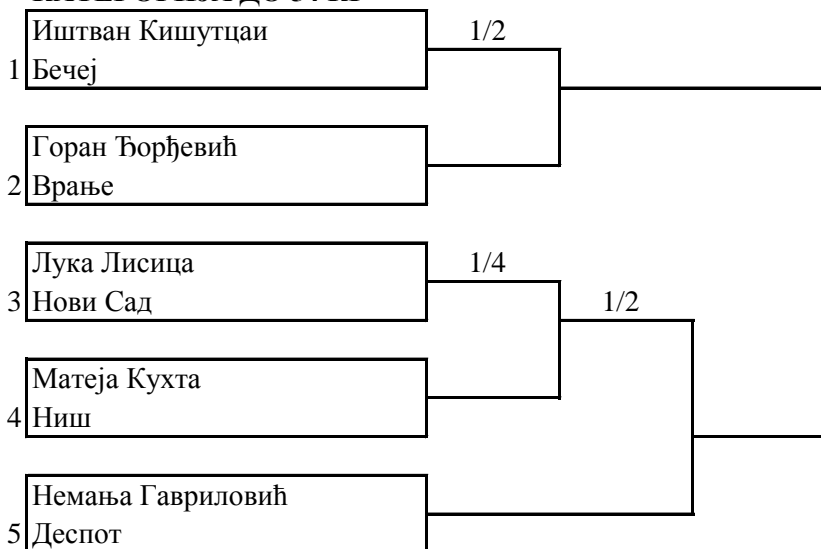 Иштван Кишутцаи
1/2
1 Бечеј
Горан Ђорђевић
2 Врање
Лука Лисица
1/4
3 Нови Сад
1/2
Матеја Кухта
4 Ниш
Немања Гавриловић
5 Деспот